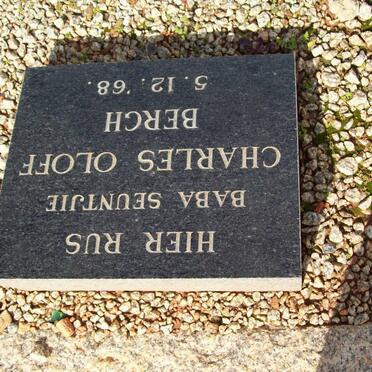 HIER RUS
BABA SEUNTJIE
CHARLES OLOFF
BERCH
5.12.'68.